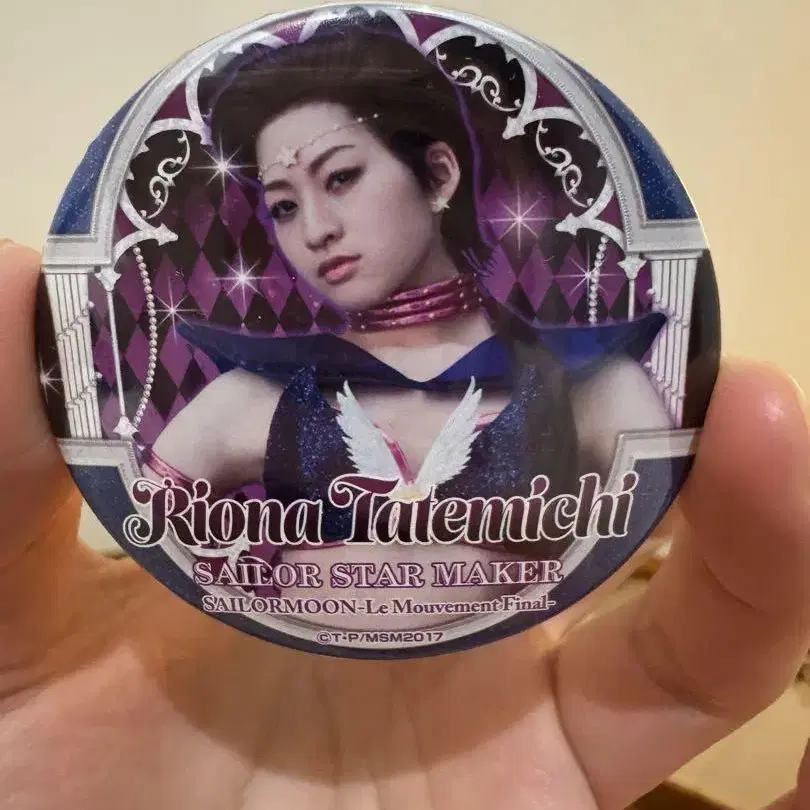 Riona Tatemichi
SAILOR STAR MAKER
SAILORMOON-Le Mouvement Final-
©T・P/MSM2017